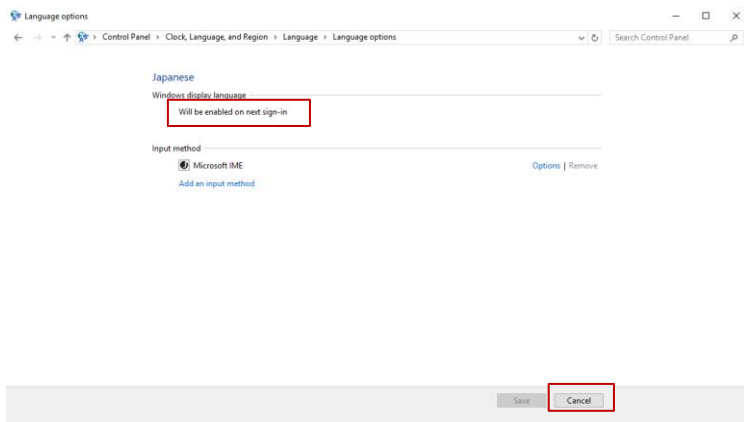 Language options
Control Panel > Clock, Language, and Region > Language > Language options
Search Control Panel
Japanese
Windows display language
Will be enabled on next sign-in
Input method
Microsoft IME
Options | Remove
Add an input method
Save
Cancel